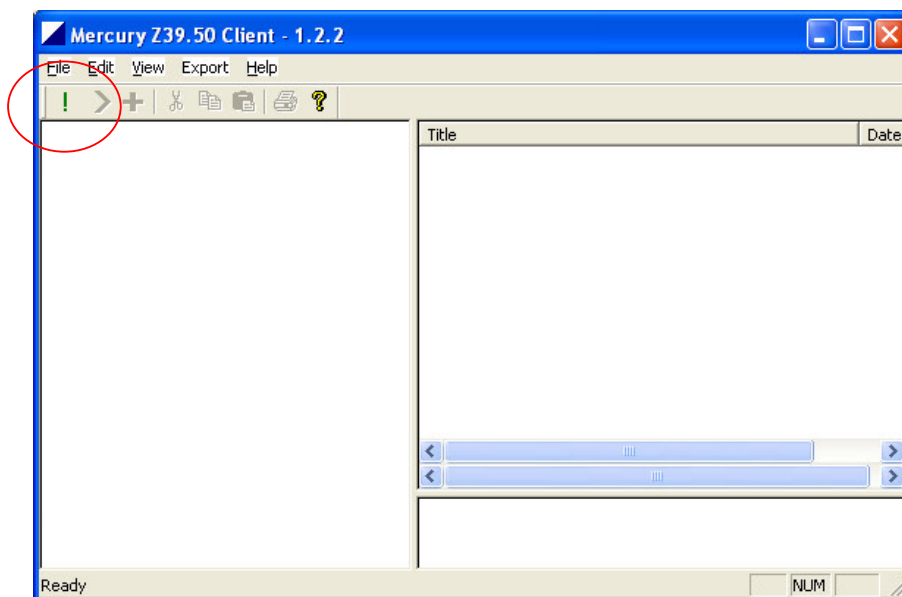 Mercury Z39.50 Client - 1.2.2
File Edit View Export Help
Title Date
Ready NUM